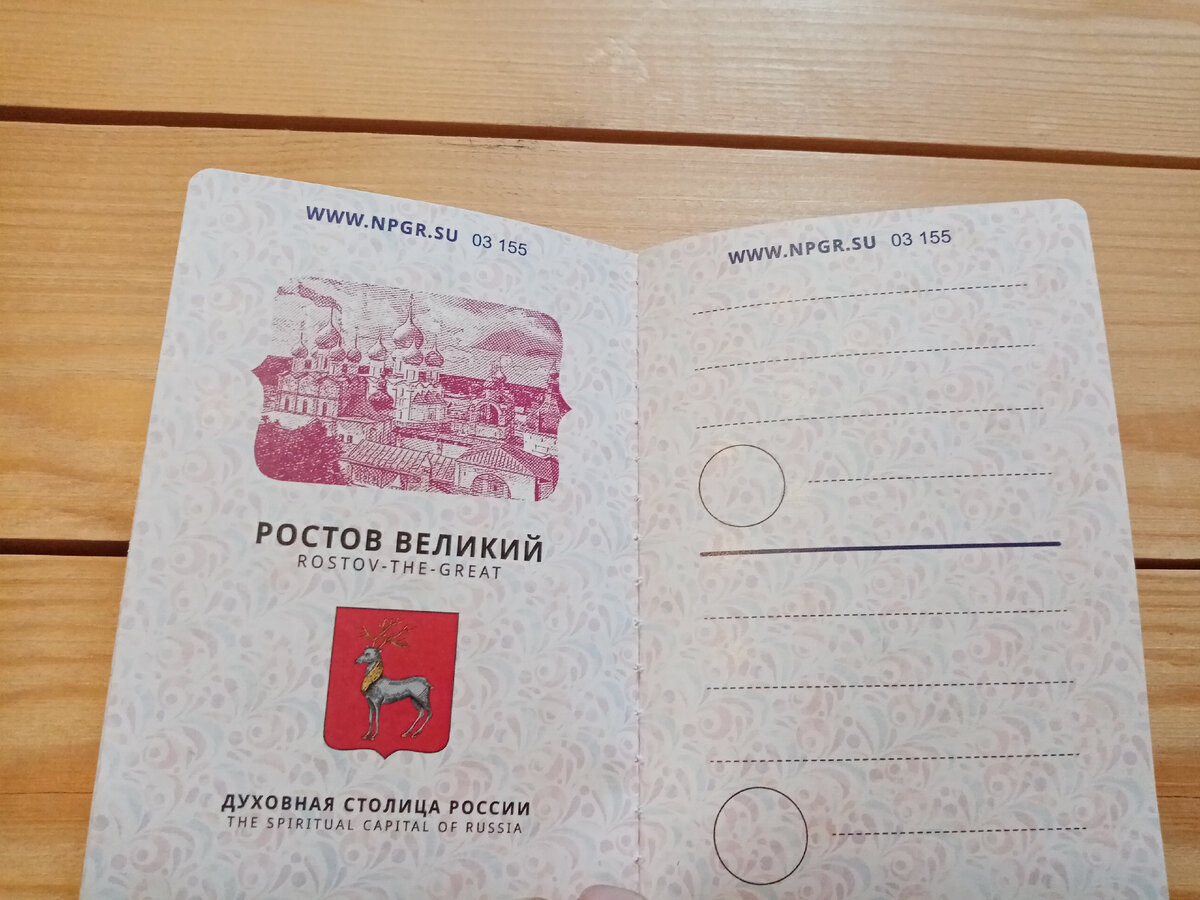 WWW.NPGR.SU 03 155
РОСТОВ ВЕЛИКИЙ
ROSTOV-THE-GREAT
ДУХОВНАЯ СТОЛИЦА РОССИИ
THE SPIRITUAL CAPITAL OF RUSSIA
WWW.NPGR.SU 03 155